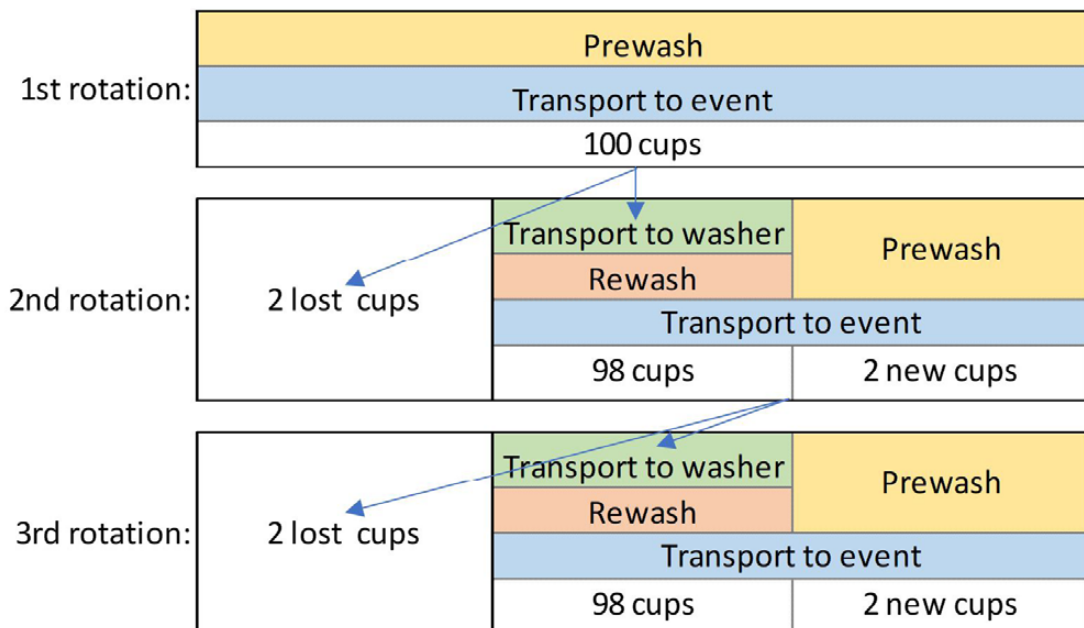 1st rotation:
Prewash
Transport to event
100 cups
2nd rotation:
2 lost cups
Transport to washer
Rewash
Prewash
Transport to event
98 cups
2 new cups
3rd rotation:
2 lost cups
Transport to washer
Rewash
Prewash
Transport to event
98 cups
2 new cups